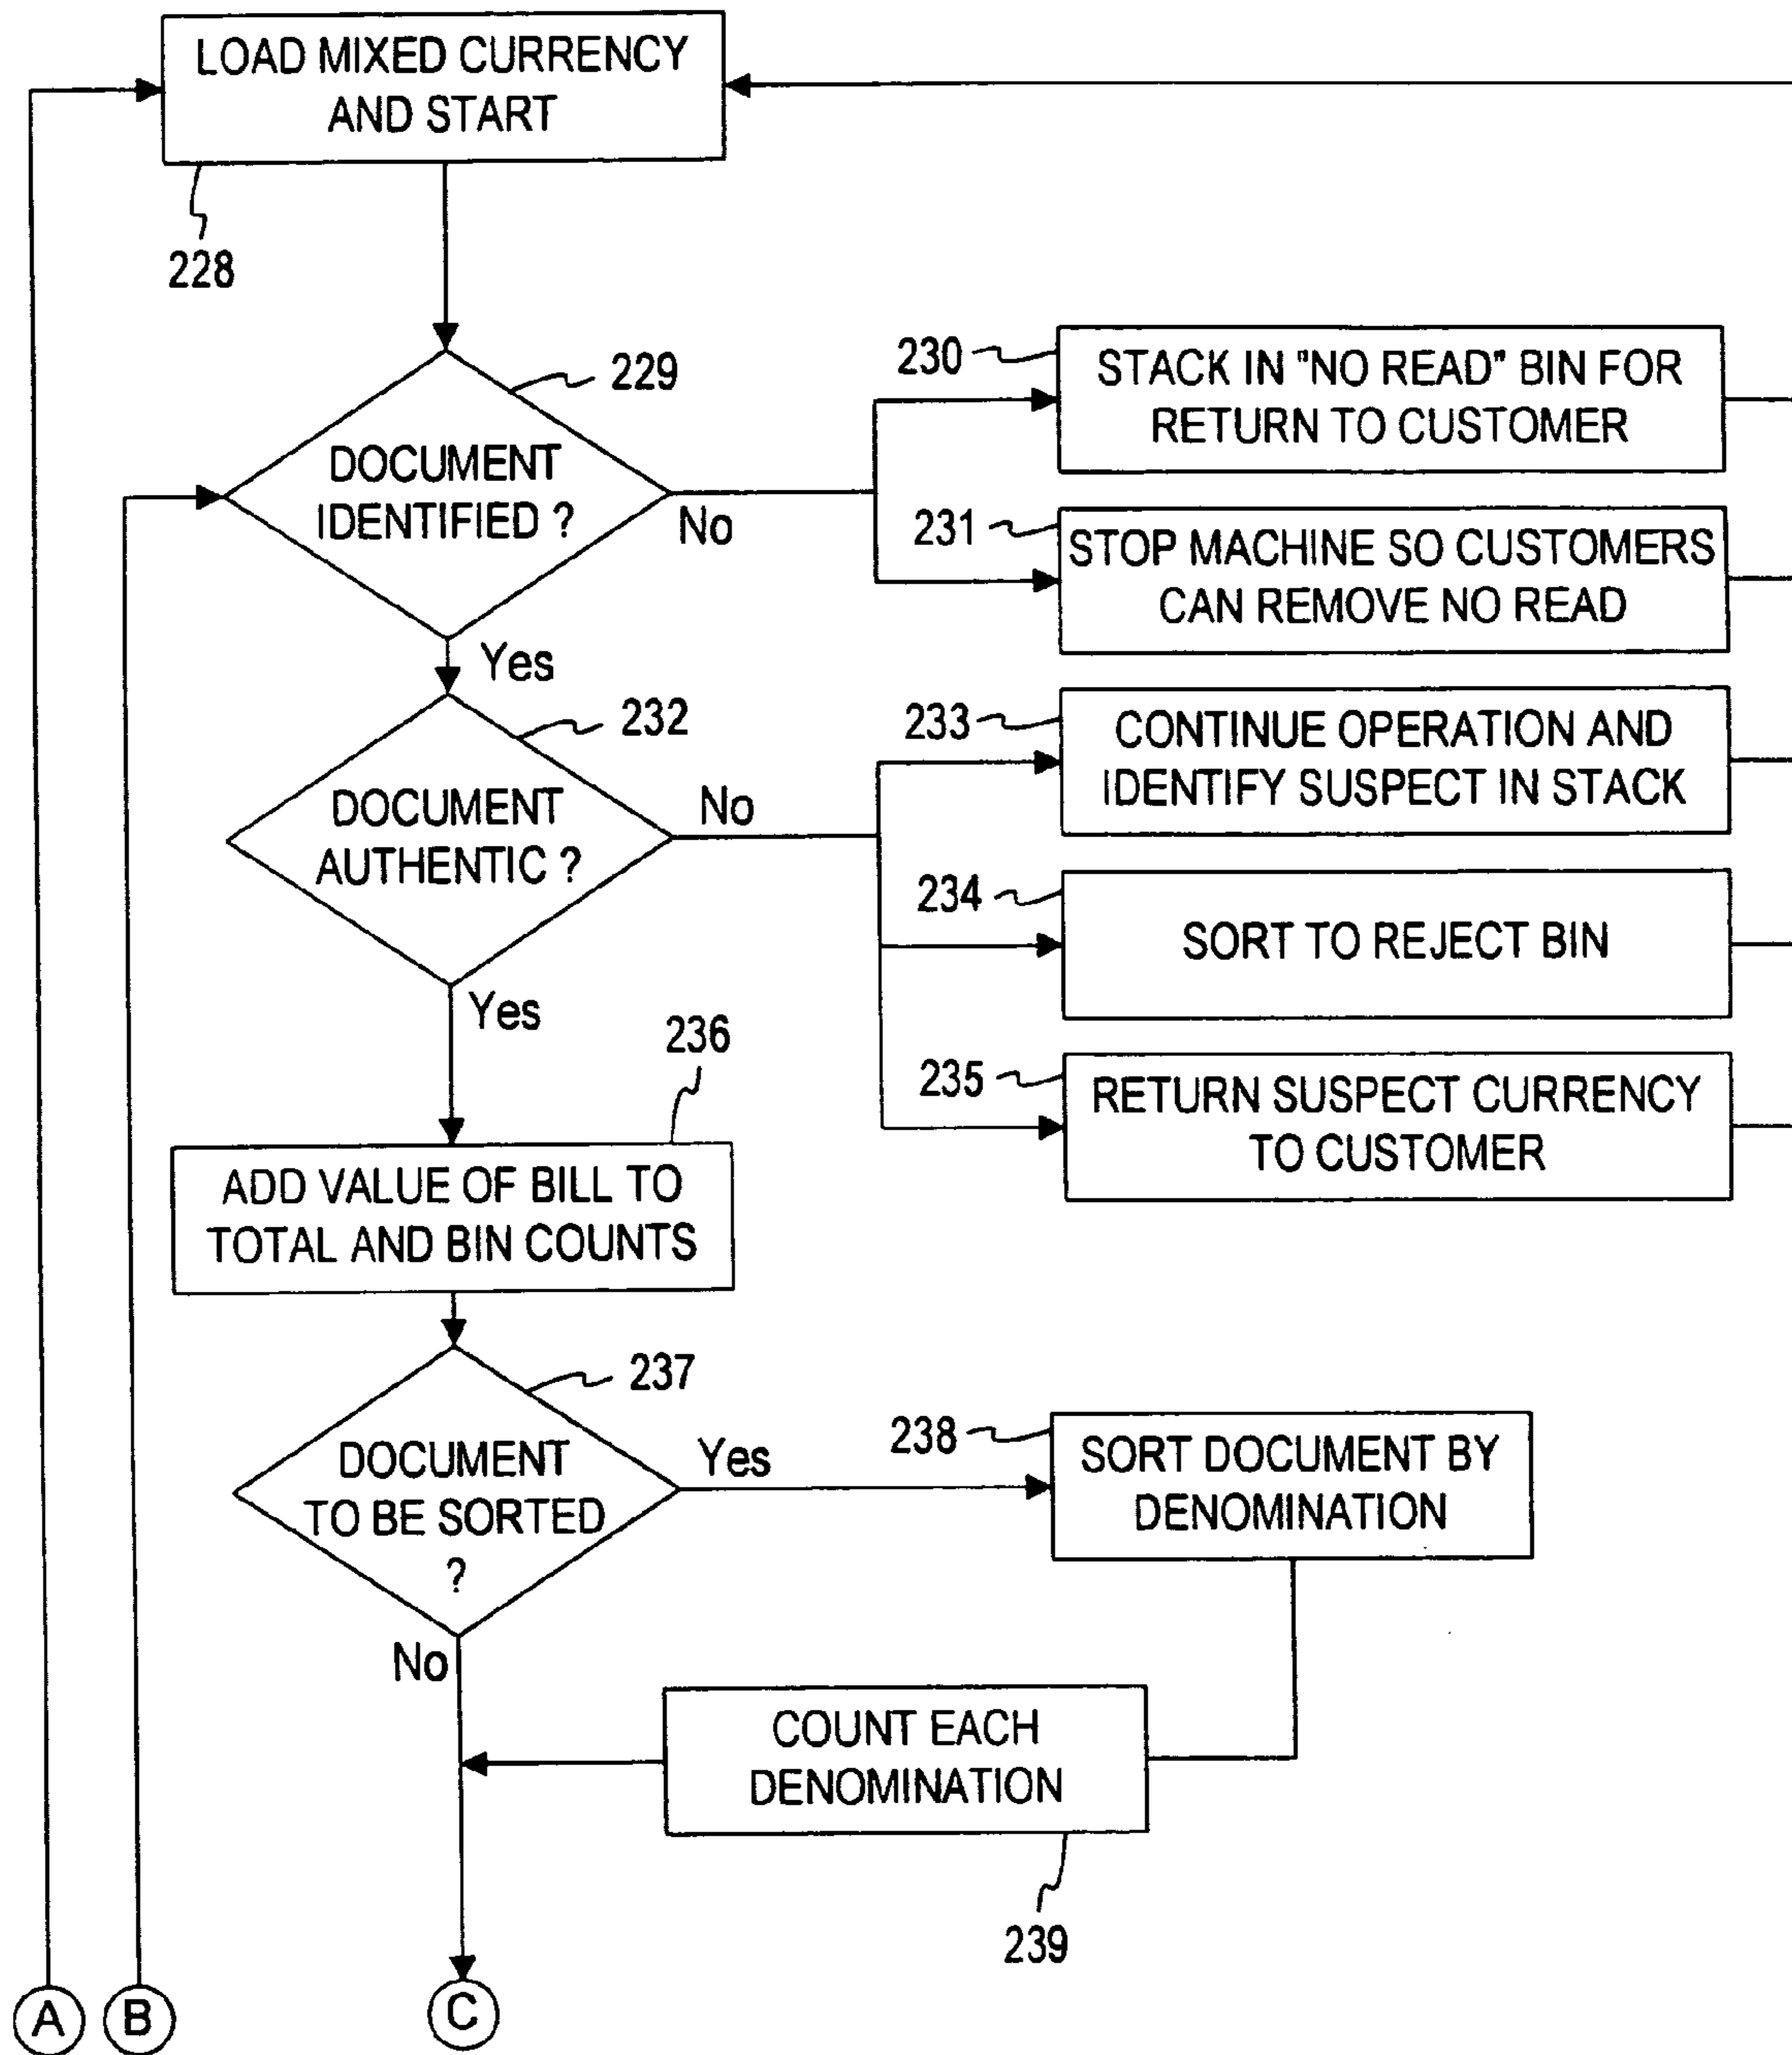 LOAD MIXED CURRENCY
AND START
228
229
DOCUMENT
IDENTIFIED ?
No
Yes
230
STACK IN "NO READ" BIN FOR
RETURN TO CUSTOMER
231
STOP MACHINE SO CUSTOMERS
CAN REMOVE NO READ
232
DOCUMENT
AUTHENTIC ?
No
Yes
233
CONTINUE OPERATION AND
IDENTIFY SUSPECT IN STACK
234
SORT TO REJECT BIN
235
RETURN SUSPECT CURRENCY
TO CUSTOMER
236
ADD VALUE OF BILL TO
TOTAL AND BIN COUNTS
237
DOCUMENT
TO BE SORTED
?
Yes
No
238
SORT DOCUMENT BY
DENOMINATION
COUNT EACH
DENOMINATION
239
A
B
C